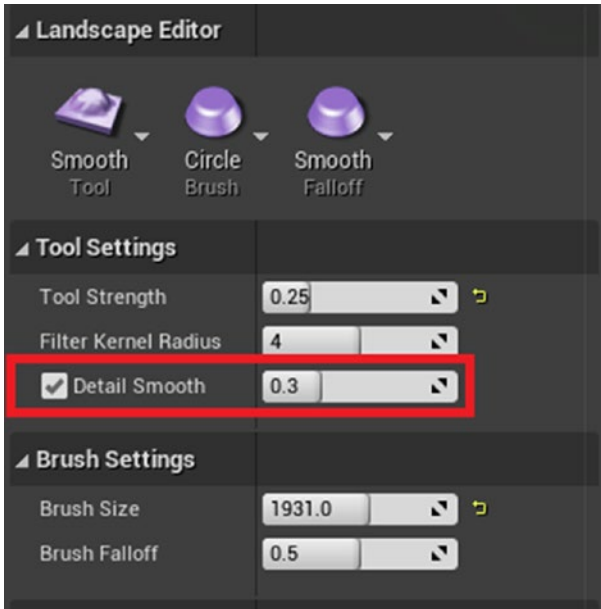 Landscape Editor
Smooth Circle Smooth
Tool Brush Falloff
Tool Settings
Tool Strength 0.25
Filter Kernel Radius 4
Detail Smooth 0.3
Brush Settings
Brush Size 1931.0
Brush Falloff 0.5